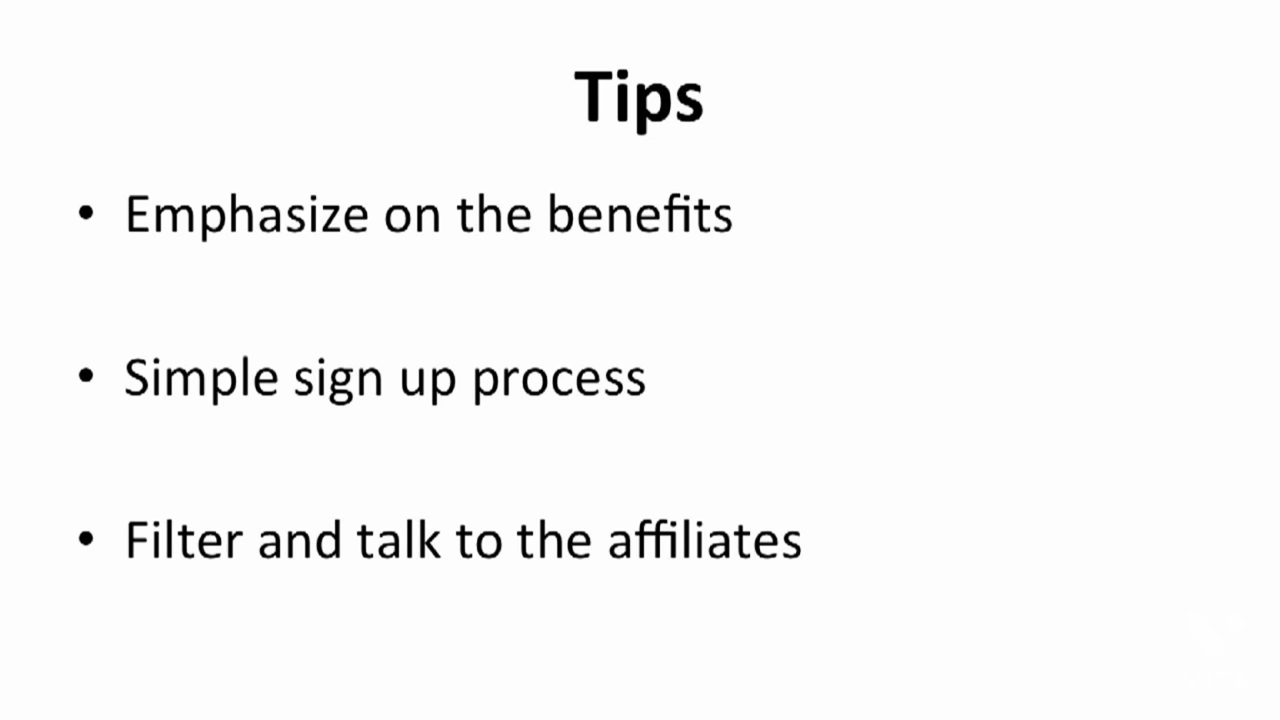 Tips
• Emphasize on the benefits
• Simple sign up process
• Filter and talk to the affiliates